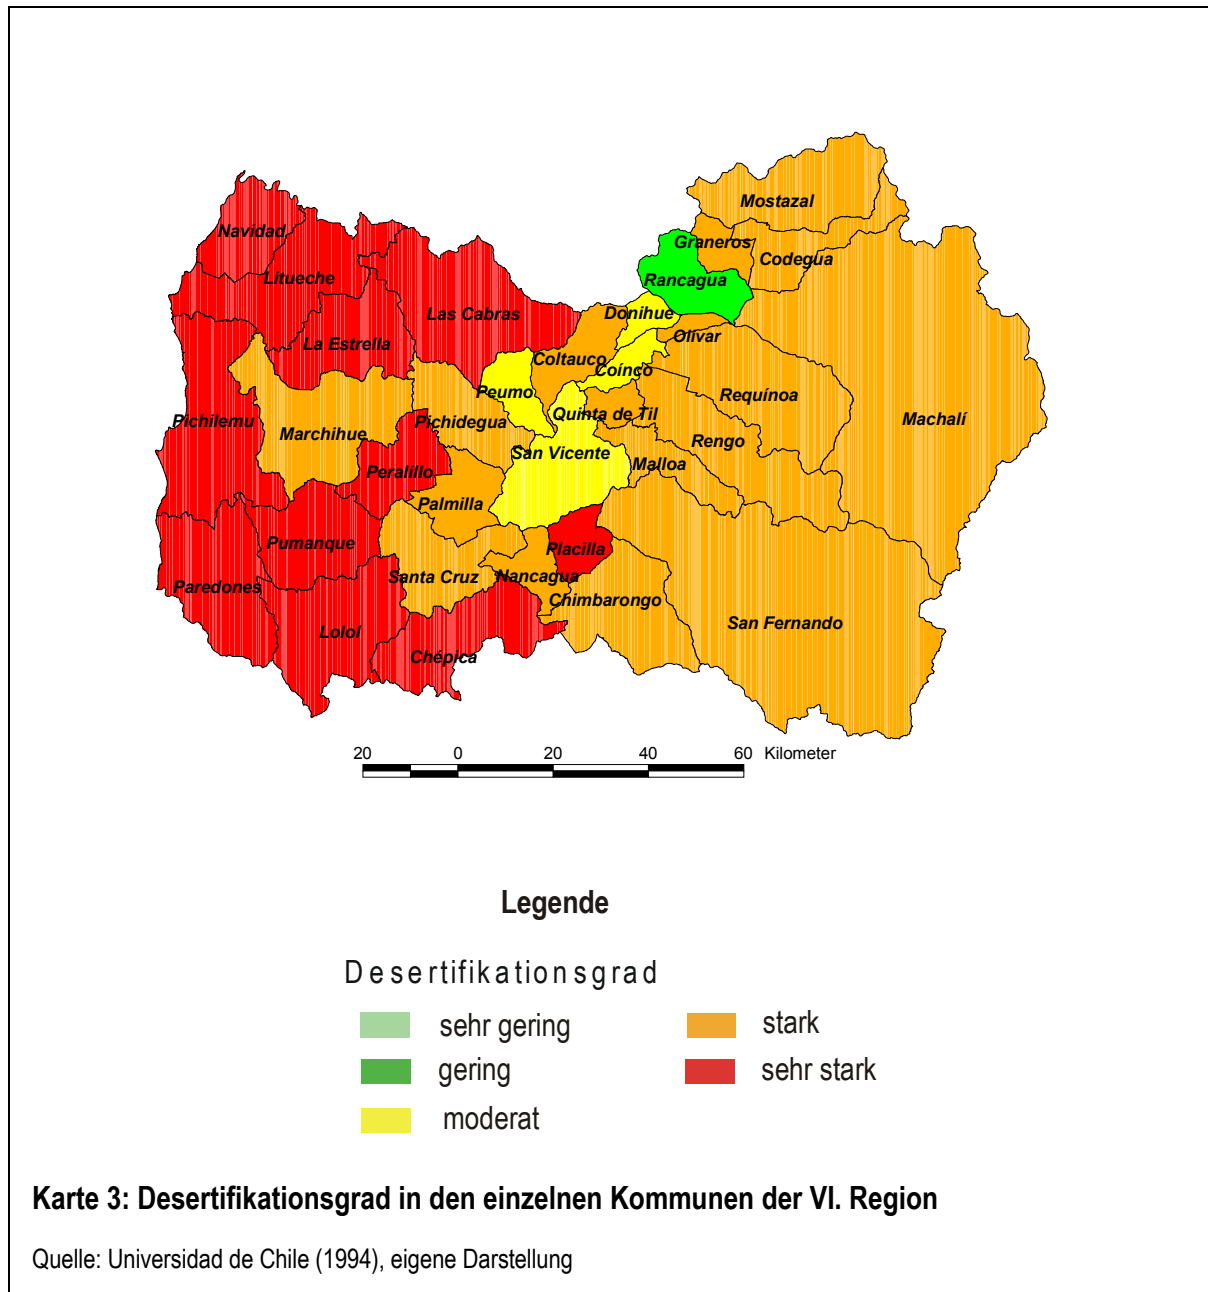 Mostazal
Navidad
Graneros
Codegua
Litueche
Rancagua
Las Cabras
Donihue
Olívar
La Estrella
Coltauco
Coínco
Peumo
Requínoa
Pichilemu
Pichidegua
Quinta de Til
Machalí
Marchihue
Rengo
San Vicente
Malloa
Peralillo
Palmilla
Pumanque
Placilla
Paredones
Santa Cruz
Nancagua
Chimbarongo
San Fernando
Lolol
Chépica
20 0 20 40 60 Kilometer
Legende
Desertifikationsgrad
sehr gering
stark
gering
sehr stark
moderat
Karte 3: Desertifikationsgrad in den einzelnen Kommunen der VI. Region
Quelle: Universidad de Chile (1994), eigene Darstellung